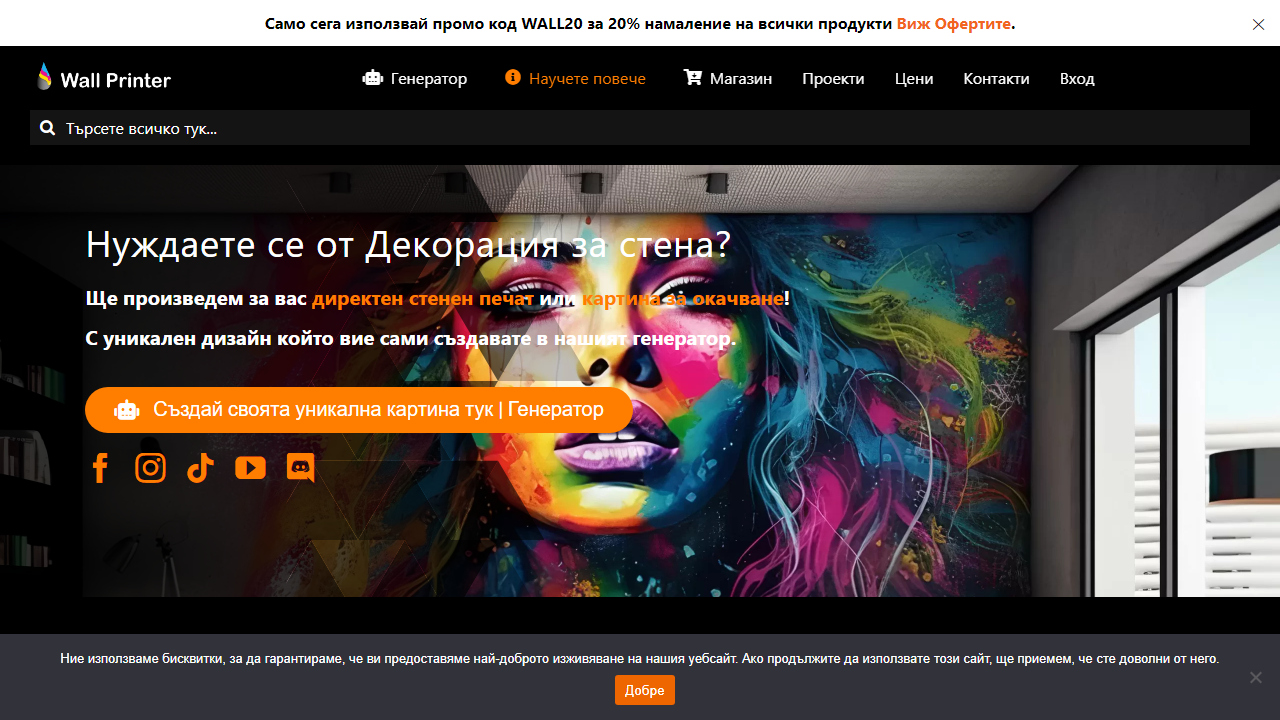 Само сега използвай промо код WALL20 за 20% намаление на всички продукти Виж Офертите.
Wall Printer
Генератор
Научете повече
Магазин
Проекти
Цени
Контакти
Вход
Търсете всичко тук...
Нуждаете се от Декорация за стена?
Ще произведем за вас директен стенен печат или картина за окачване!
С уникален дизайн който вие сами създавате в нашият генератор.
Създай своята уникална картина тук | Генератор
Ние използваме бисквитки, за да гарантираме, че ви предоставяме най-доброто изживяване на нашия уебсайт. Ако продължите да използвате този сайт, ще приемем, че сте доволни от него.
Добре